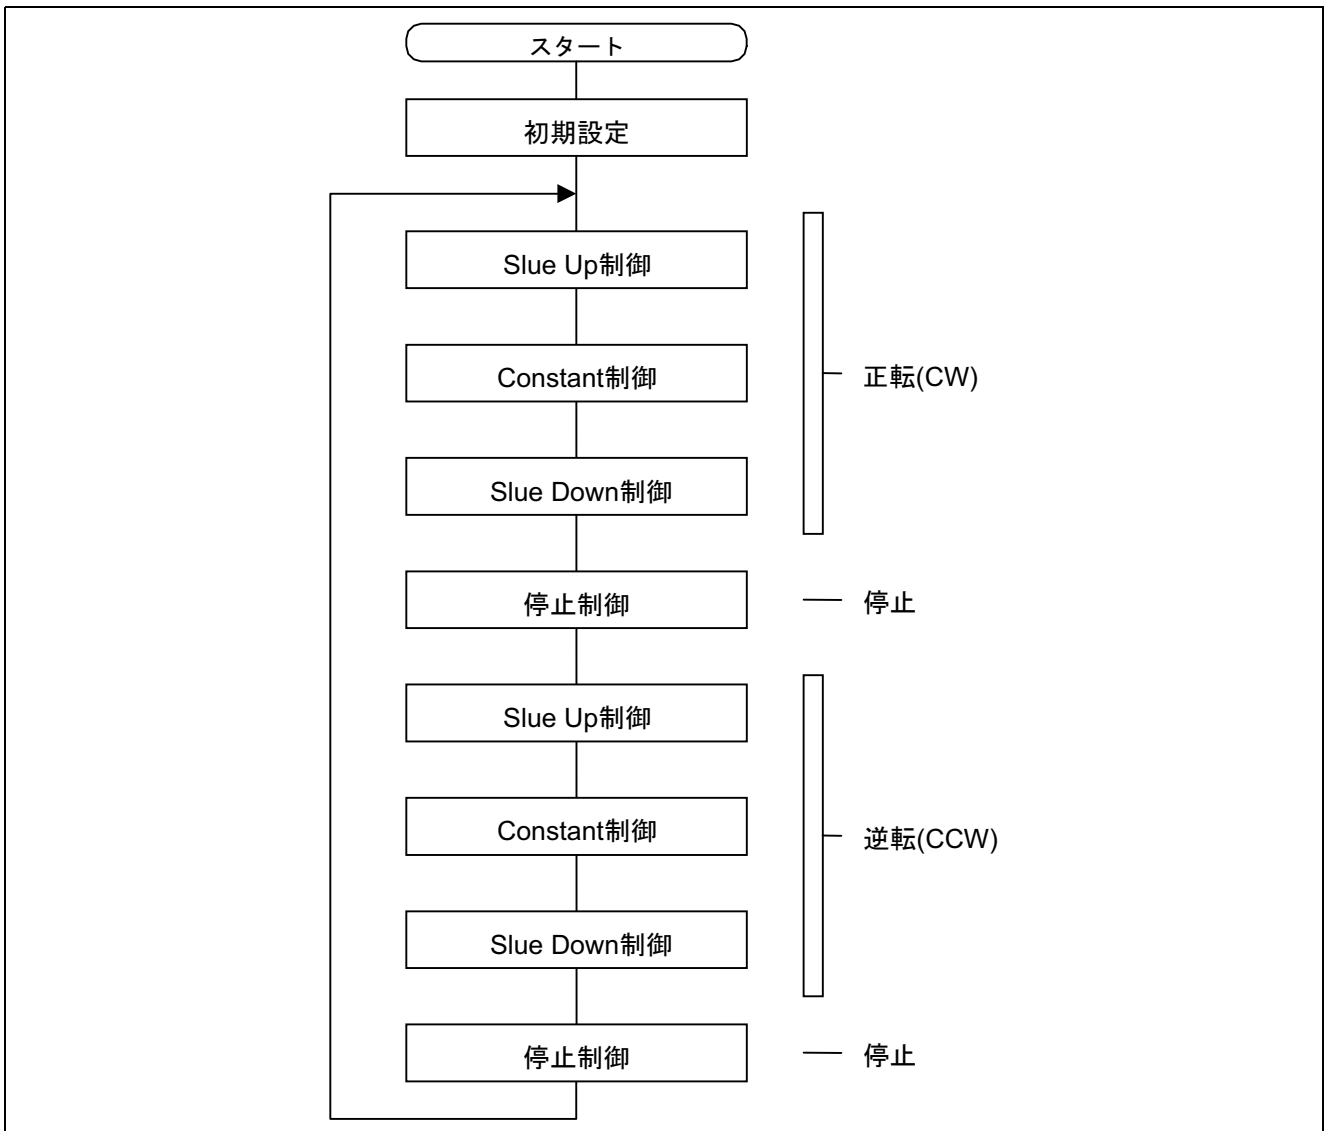 スタート
初期設定
Slue Up制御
Constant制御
正転(CW)
Slue Down制御
停止制御
停止
Slue Up制御
Constant制御
逆転(CCW)
Slue Down制御
停止制御
停止